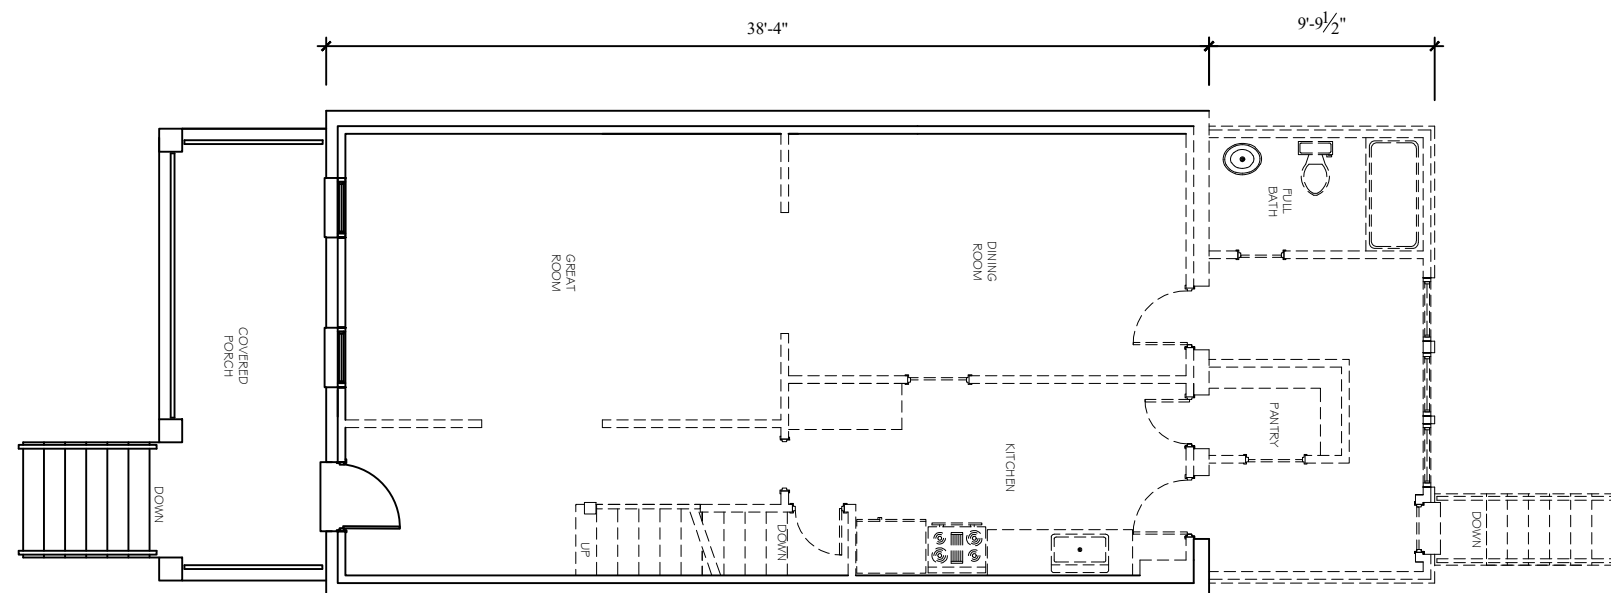 38'-4"
9'-9½"
FULL
BATH
GREAT
ROOM
DINING
ROOM
COVERED
PORCH
PANTRY
KITCHEN
DOWN
UP
DOWN
DOWN